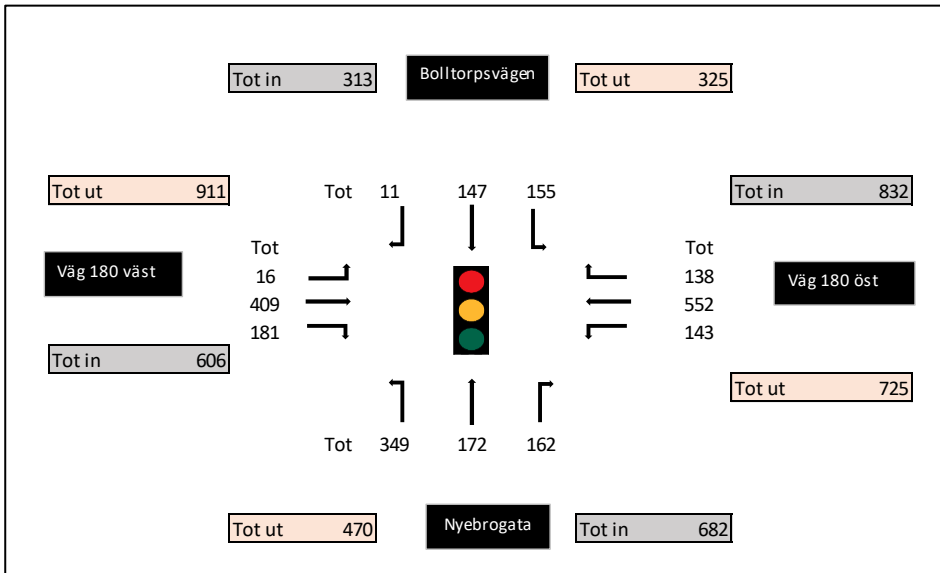 Tot in 313
Bolltorpsvägen
Tot ut 325
Tot ut 911
Tot 11 147 155
Tot in 832
Väg 180 väst
Tot
16
409
181
Tot
138
552
143
Väg 180 öst
Tot in 606
Tot ut 725
Tot 349 172 162
Tot ut 470
Nyebrogata
Tot in 682